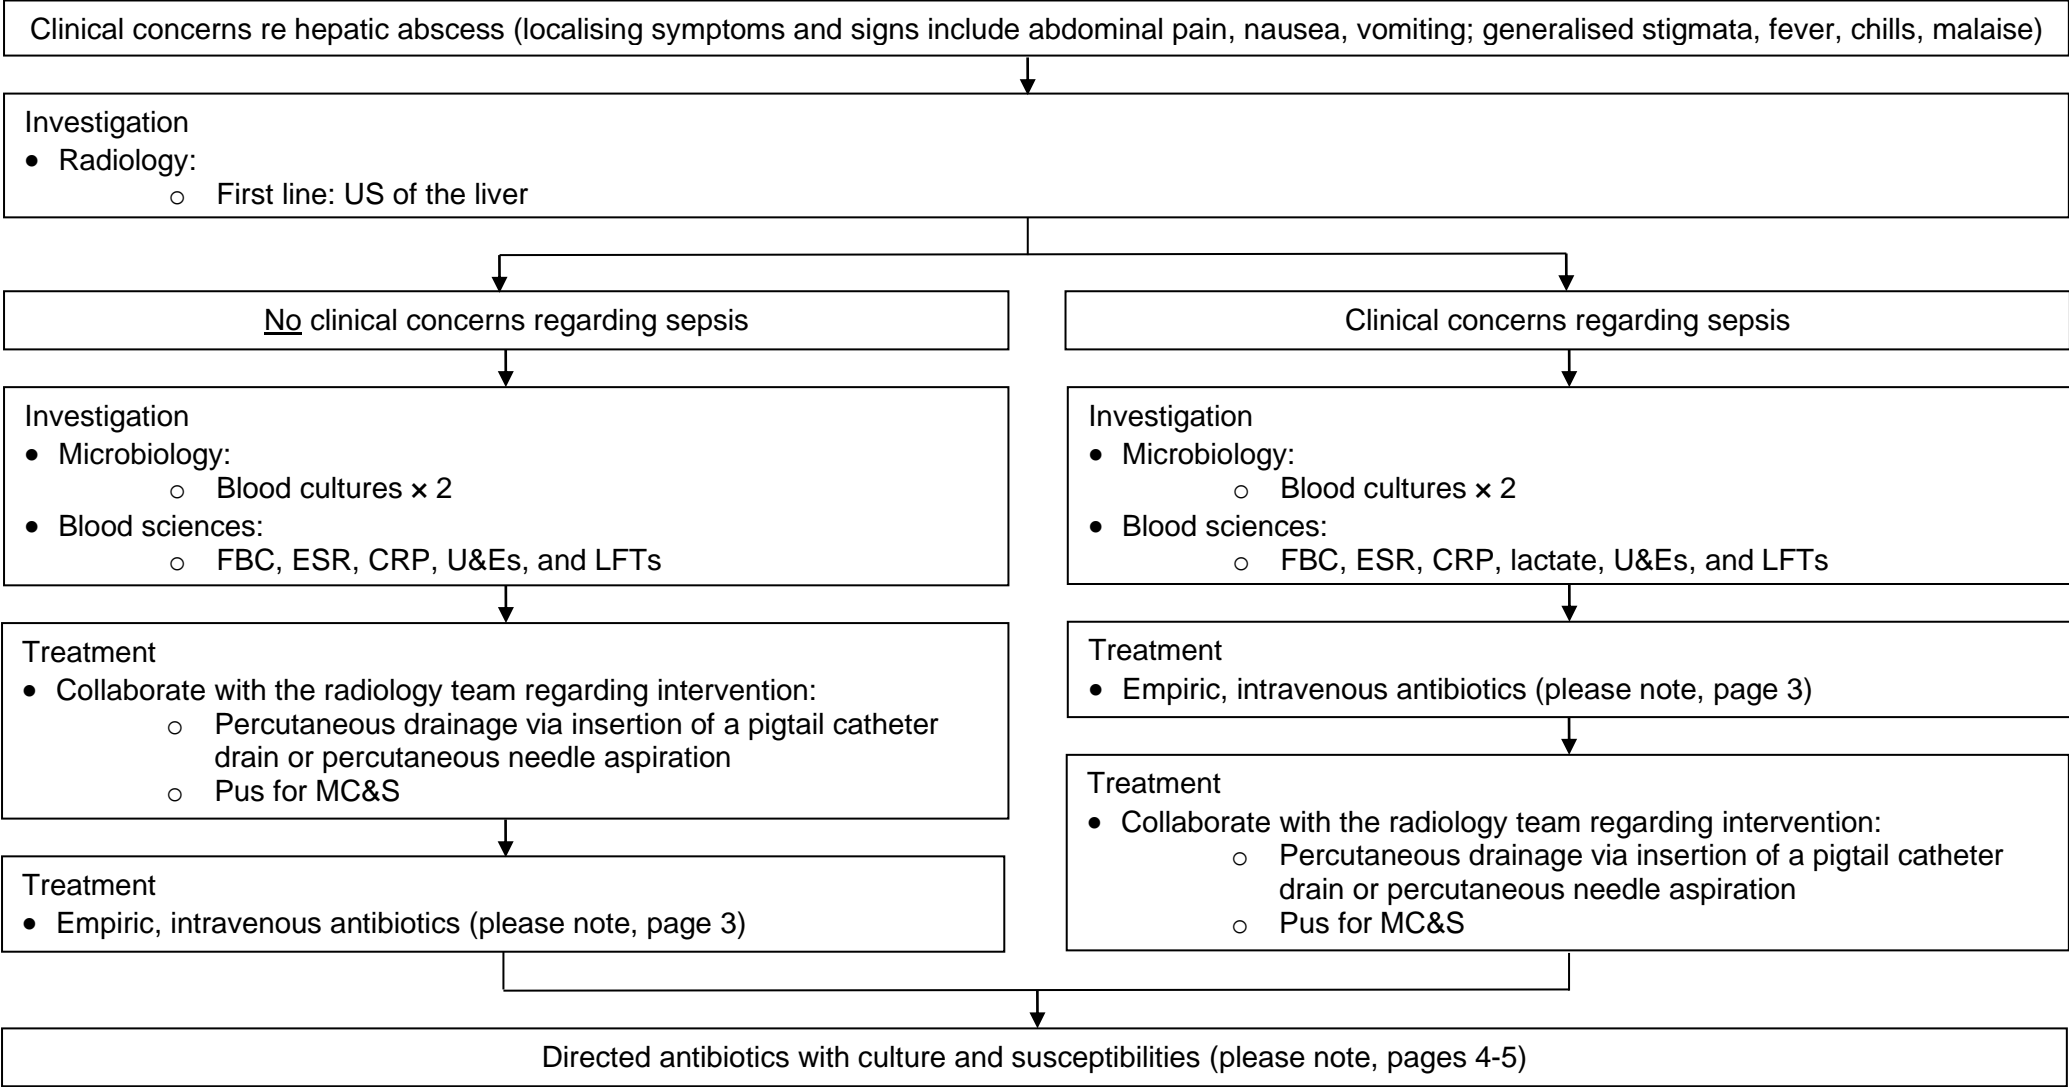 Clinical concerns re hepatic abscess (localising symptoms and signs include abdominal pain, nausea, vomiting; generalised stigmata, fever, chills, malaise)
Investigation
• Radiology:
o First line: US of the liver
No clinical concerns regarding sepsis
Investigation
• Microbiology:
o Blood cultures × 2
• Blood sciences:
o FBC, ESR, CRP, U&Es, and LFTs
Treatment
• Collaborate with the radiology team regarding intervention:
o Percutaneous drainage via insertion of a pigtail catheter
drain or percutaneous needle aspiration
o Pus for MC&S
Treatment
• Empiric, intravenous antibiotics (please note, page 3)
Clinical concerns regarding sepsis
Investigation
• Microbiology:
o Blood cultures × 2
• Blood sciences:
o FBC, ESR, CRP, lactate, U&Es, and LFTs
Treatment
• Empiric, intravenous antibiotics (please note, page 3)
Treatment
• Collaborate with the radiology team regarding intervention:
o Percutaneous drainage via insertion of a pigtail catheter
drain or percutaneous needle aspiration
o Pus for MC&S
Directed antibiotics with culture and susceptibilities (please note, pages 4-5)